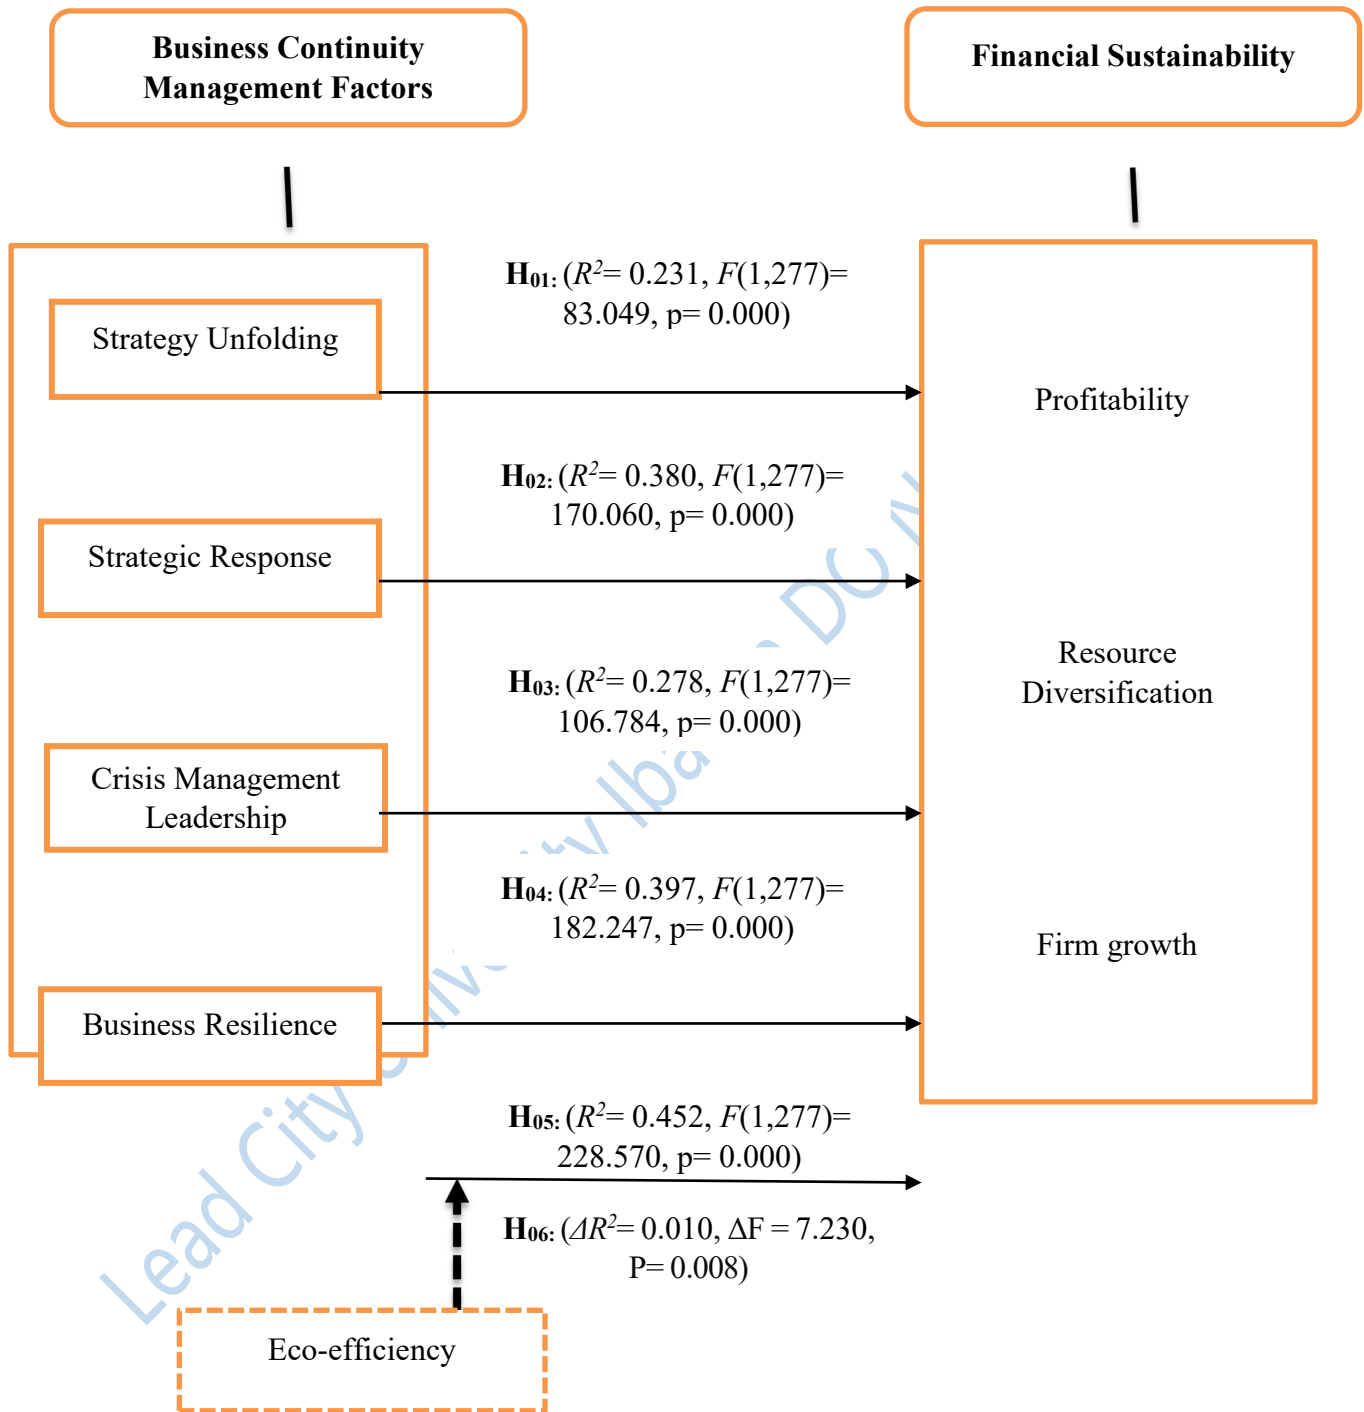 Business Continuity
Management Factors
Financial Sustainability
H01: (R²= 0.231, F(1,277)=
83.049, p= 0.000)
Strategy Unfolding
Profitability
H02: (R²= 0.380, F(1,277)=
170.060, p= 0.000)
Strategic Response
Resource
Diversification
H03: (R²= 0.278, F(1,277)=
106.784, p= 0.000)
Crisis Management
Leadership
H04: (R²= 0.397, F(1,277)=
182.247, p= 0.000)
Firm growth
Business Resilience
H05: (R²= 0.452, F(1,277)=
228.570, p= 0.000)
H06: (ΔR²= 0.010, ΔF = 7.230,
P= 0.008)
Eco-efficiency
Lead City
DO